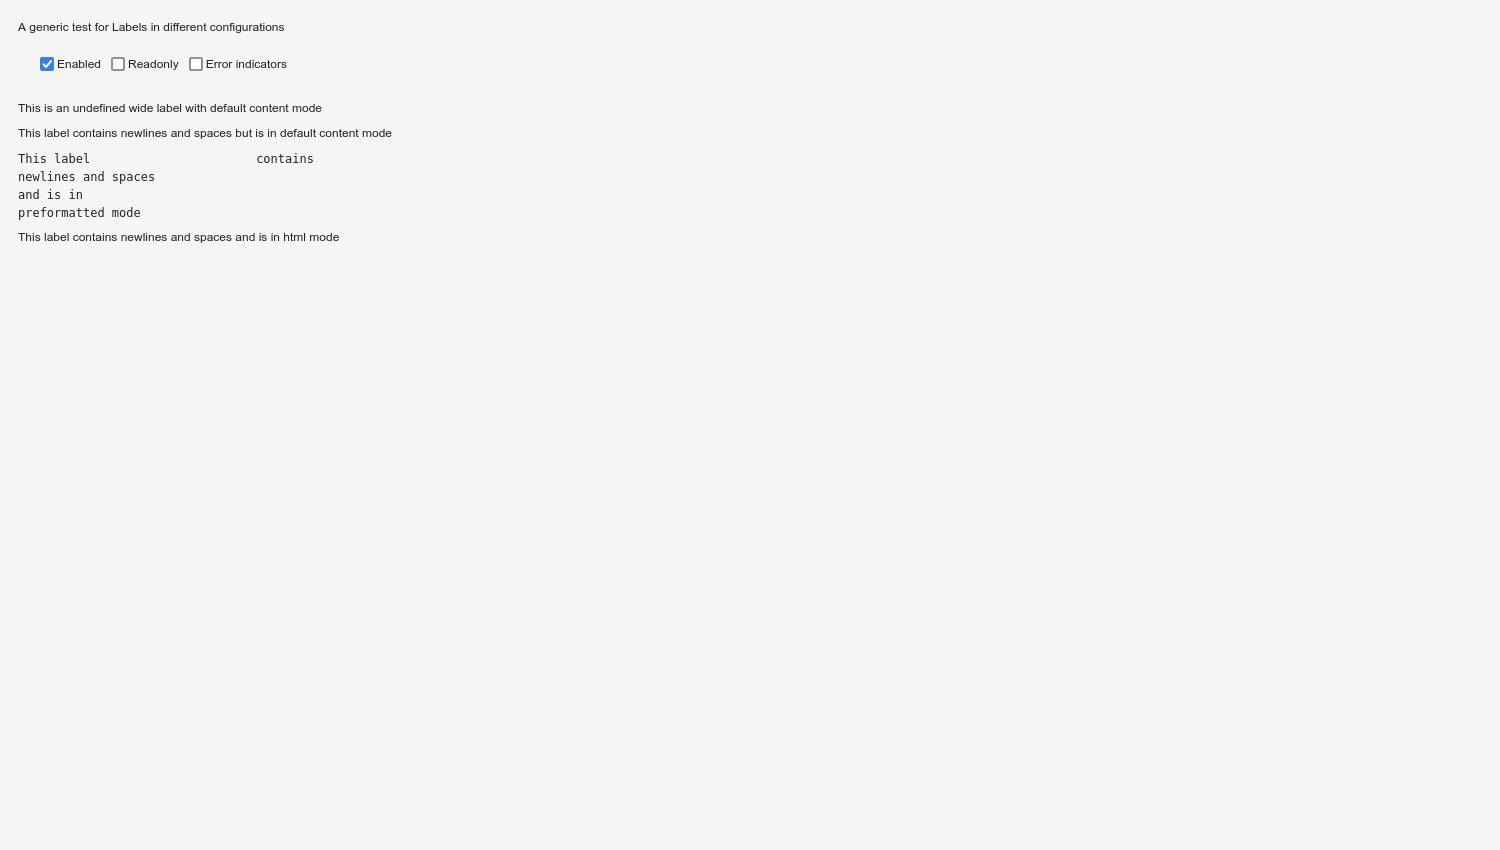 A generic test for Labels in different configurations
Enabled Readonly Error indicators
This is an undefined wide label with default content mode
This label contains newlines and spaces but is in default content mode
This label                       contains
newlines and spaces
and is in
preformatted mode
This label contains newlines and spaces and is in html mode